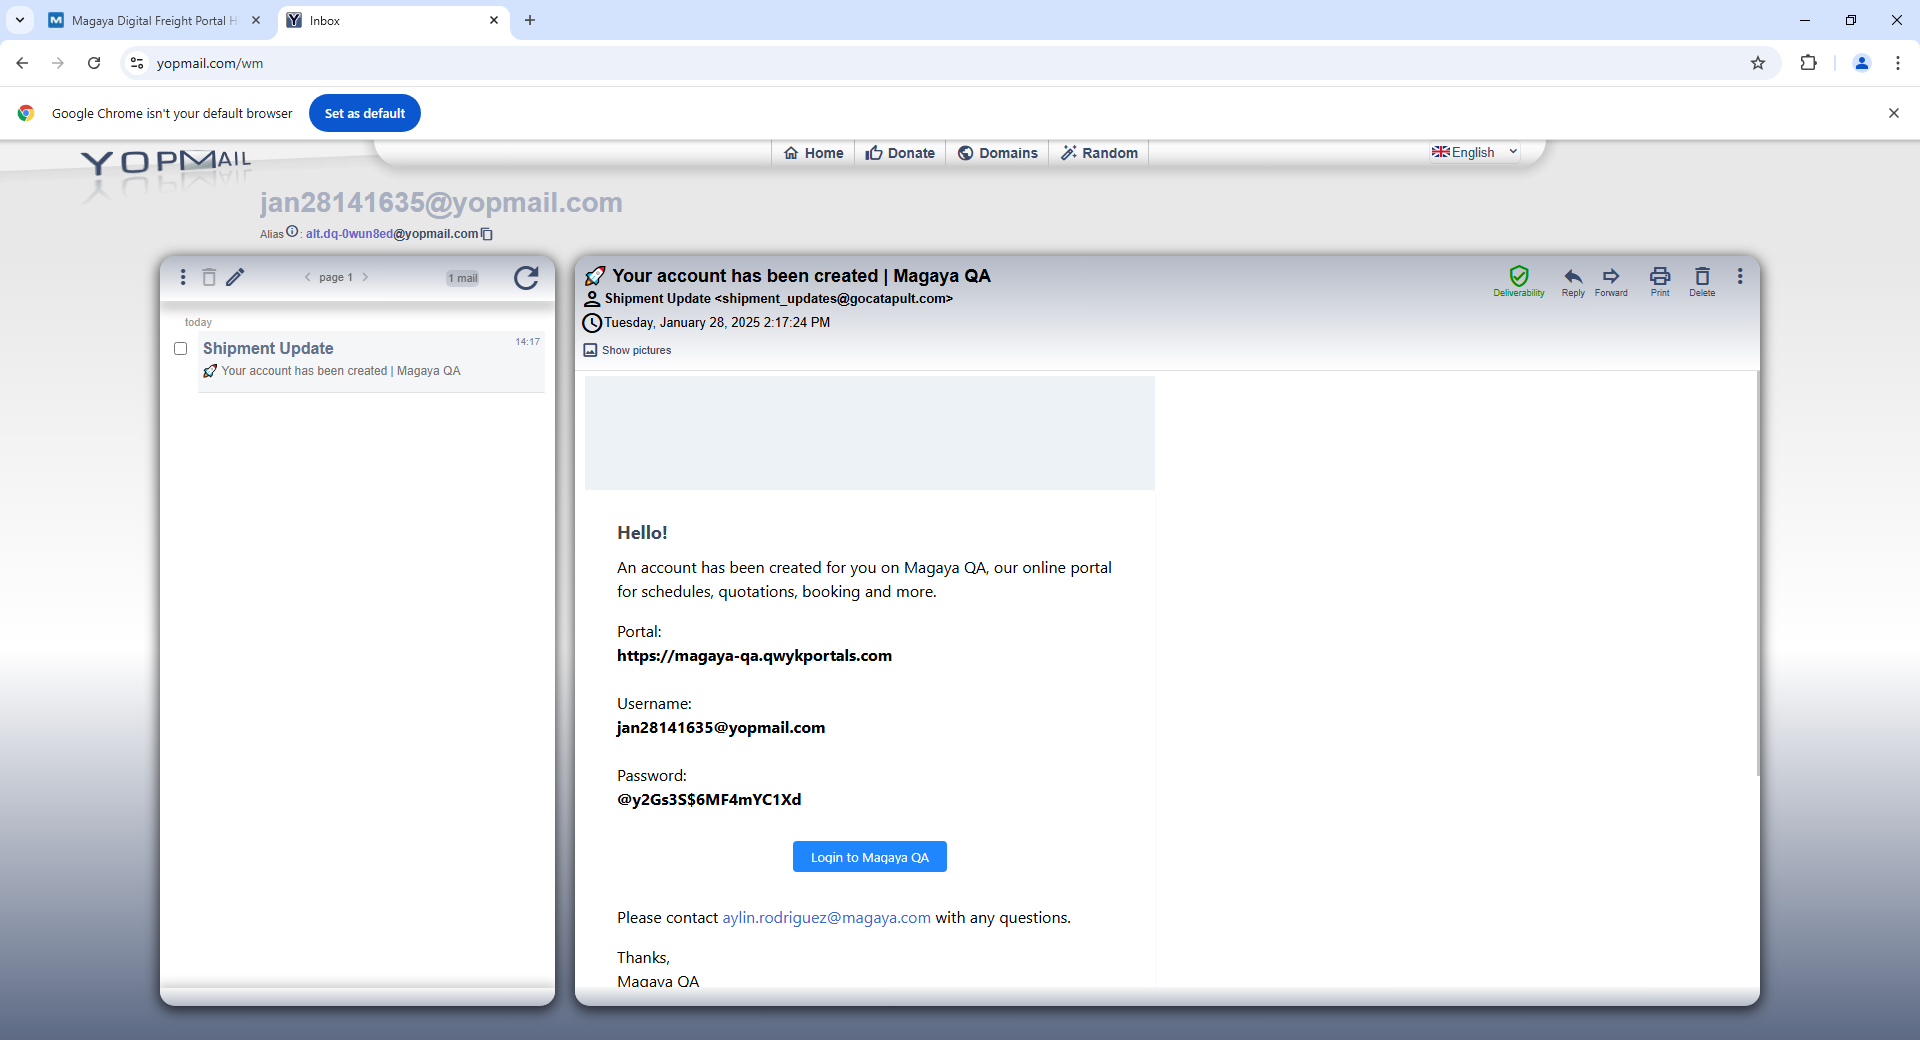 Magaya Digital Freight Portal H
Inbox
yopmail.com/wm
Google Chrome isn't your default browser
Set as default
YOPMAIL
Home
Donate
Domains
Random
English
jan28141635@yopmail.com
Alias : alt.dq-0wun8ed@yopmail.com
page 1
1 mail
today
Shipment Update
14:17
🚀 Your account has been created | Magaya QA
🚀 Your account has been created | Magaya QA
Shipment Update <shipment_updates@gocatapult.com>
Tuesday, January 28, 2025 2:17:24 PM
Show pictures
Deliverability
Reply
Forward
Print
Delete
Hello!
An account has been created for you on Magaya QA, our online portal
for schedules, quotations, booking and more.
Portal:
https://magaya-qa.qwykportals.com
Username:
jan28141635@yopmail.com
Password:
@y2Gs3S$6MF4mYC1Xd
Login to Magaya QA
Please contact aylin.rodriguez@magaya.com with any questions.
Thanks,
Magaya QA